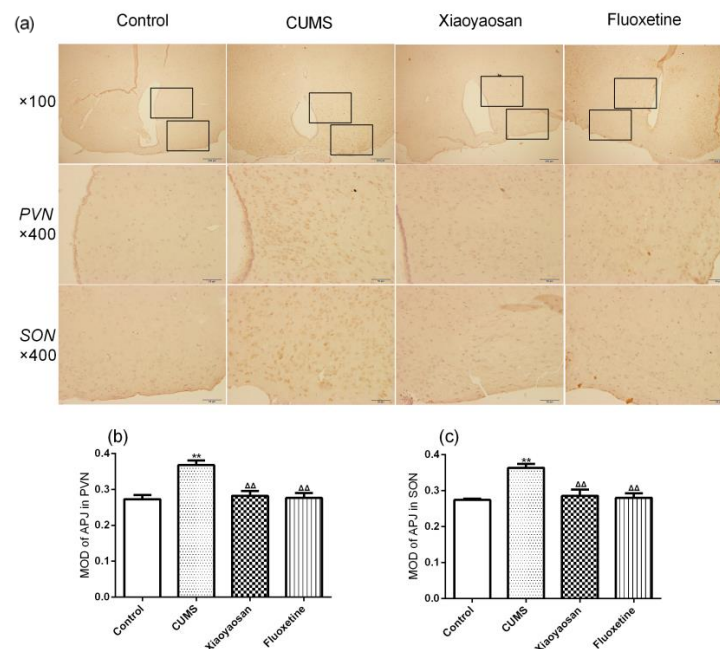 (a)
Control CUMS Xiaoyaosan Fluoxetine
×100
PVN
×400
SON
×400
(b)
MOD of APJ in PVN
0.4
0.3
0.2
0.1
0.0
**
ΔΔ
ΔΔ
Control
CUMS
Xiaoyaosan
Fluoxetine
(c)
MOD of APJ in SON
0.4
0.3
0.2
0.1
0.0
**
ΔΔ
ΔΔ
Control
CUMS
Xiaoyaosan
Fluoxetine